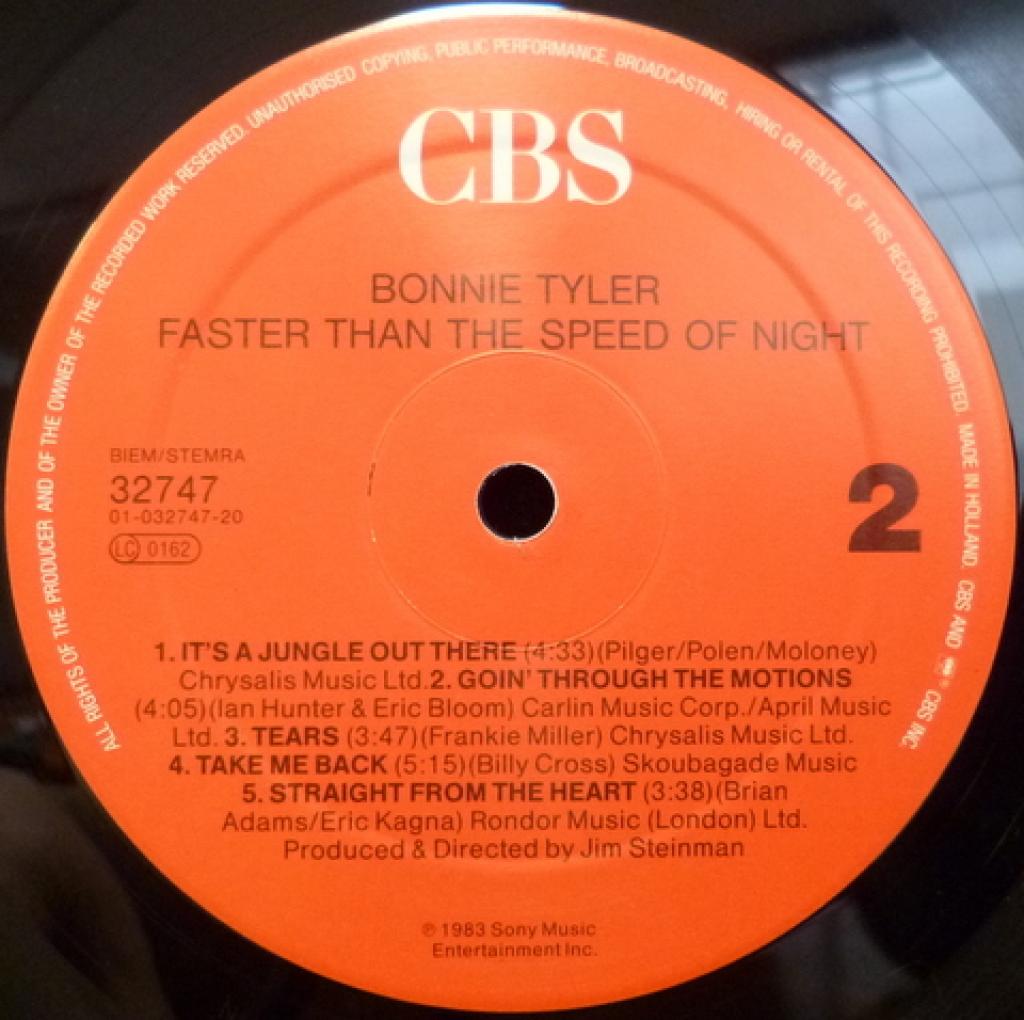 ALL RIGHTS OF THE PRODUCER AND OF THE OWNER OF THE RECORDED WORK RESERVED. UNAUTHORISED COPYING, PUBLIC PERFORMANCE, BROADCASTING, HIRING OR RENTAL OF THIS RECORDING PROHIBITED. MADE IN HOLLAND. CBS AND CBS INC.
CBS
BONNIE TYLER
FASTER THAN THE SPEED OF NIGHT
BIEM/STEMRA
32747
01-032747-20
LC 0162
2
1. IT'S A JUNGLE OUT THERE (4:33)(Pilger/Polen/Moloney)
Chrysalis Music Ltd.2. GOIN' THROUGH THE MOTIONS
(4:05)(Ian Hunter & Eric Bloom) Carlin Music Corp./April Music
Ltd. 3. TEARS (3:47)(Frankie Miller) Chrysalis Music Ltd.
4. TAKE ME BACK (5:15)(Billy Cross) Skoubagade Music
5. STRAIGHT FROM THE HEART (3:38)(Brian
Adams/Eric Kagna) Rondor Music (London) Ltd.
Produced & Directed by Jim Steinman
℗ 1983 Sony Music
Entertainment Inc.